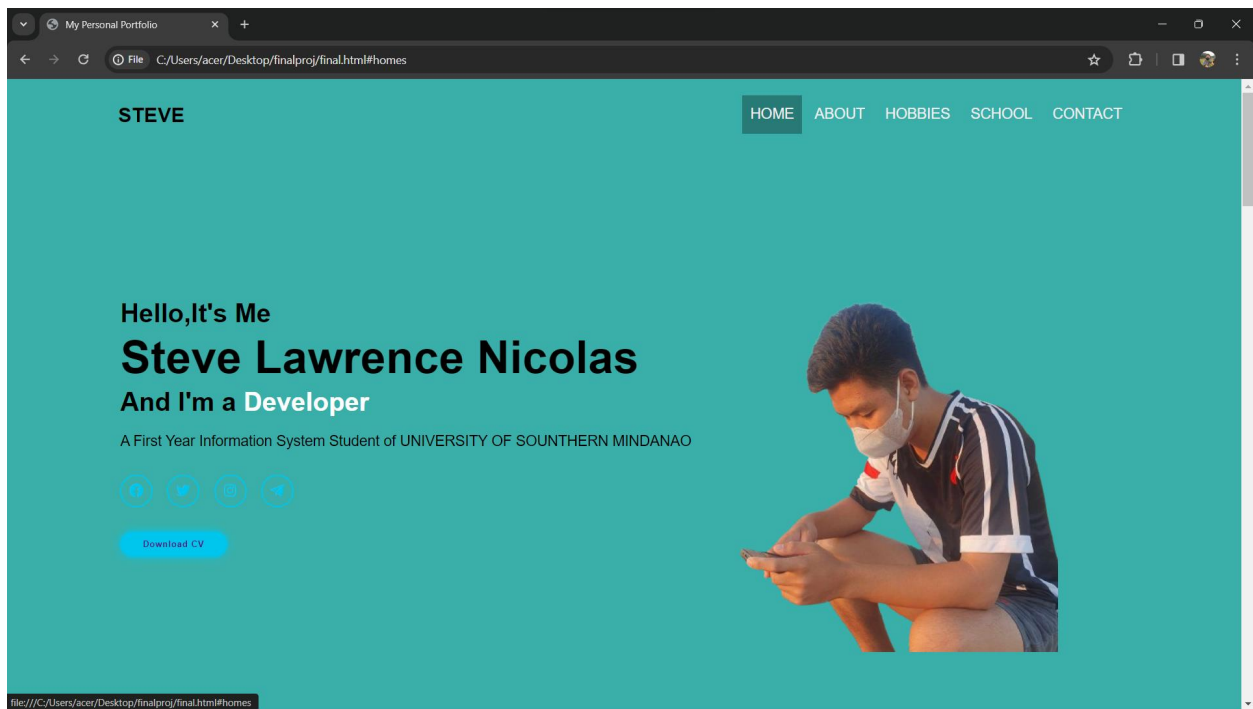 My Personal Portfolio
File C:/Users/acer/Desktop/finalproj/final.html#homes
STEVE HOME ABOUT HOBBIES SCHOOL CONTACT
Hello,It's Me
Steve Lawrence Nicolas
And I'm a Developer
A First Year Information System Student of UNIVERSITY OF SOUNTHERN MINDANAO
Download CV
file:///C:/Users/acer/Desktop/finalproj/final.html#homes